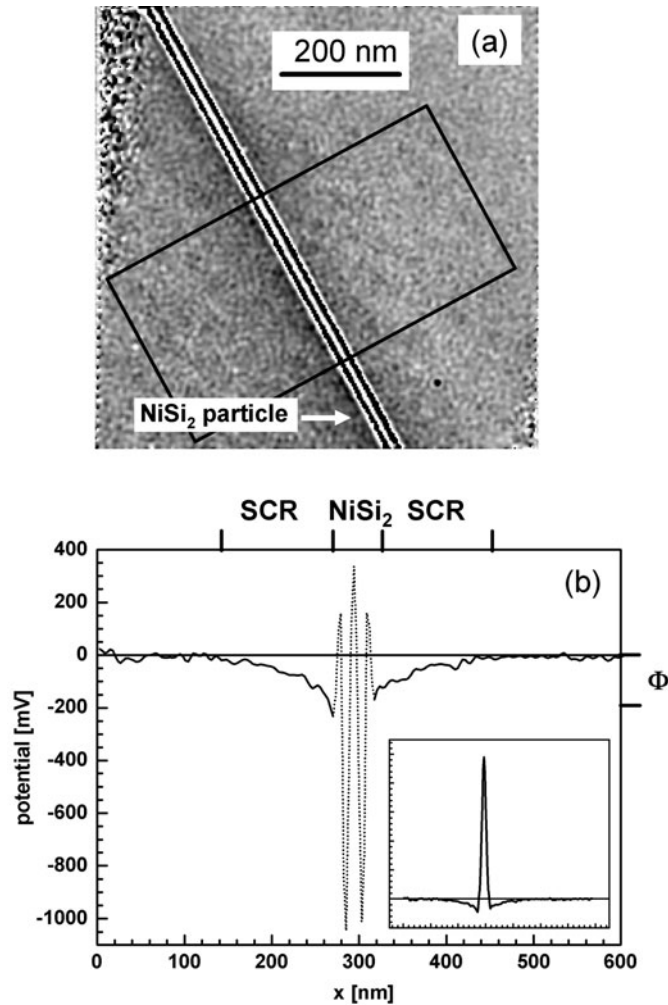 200 nm
(a)
NiSi₂ particle
SCR NiSi₂ SCR
(b)
400
200
0
-200
-400
-600
-800
-1000
0 100 200 300 400 500 600
potential [mV]
x [nm]
Φ